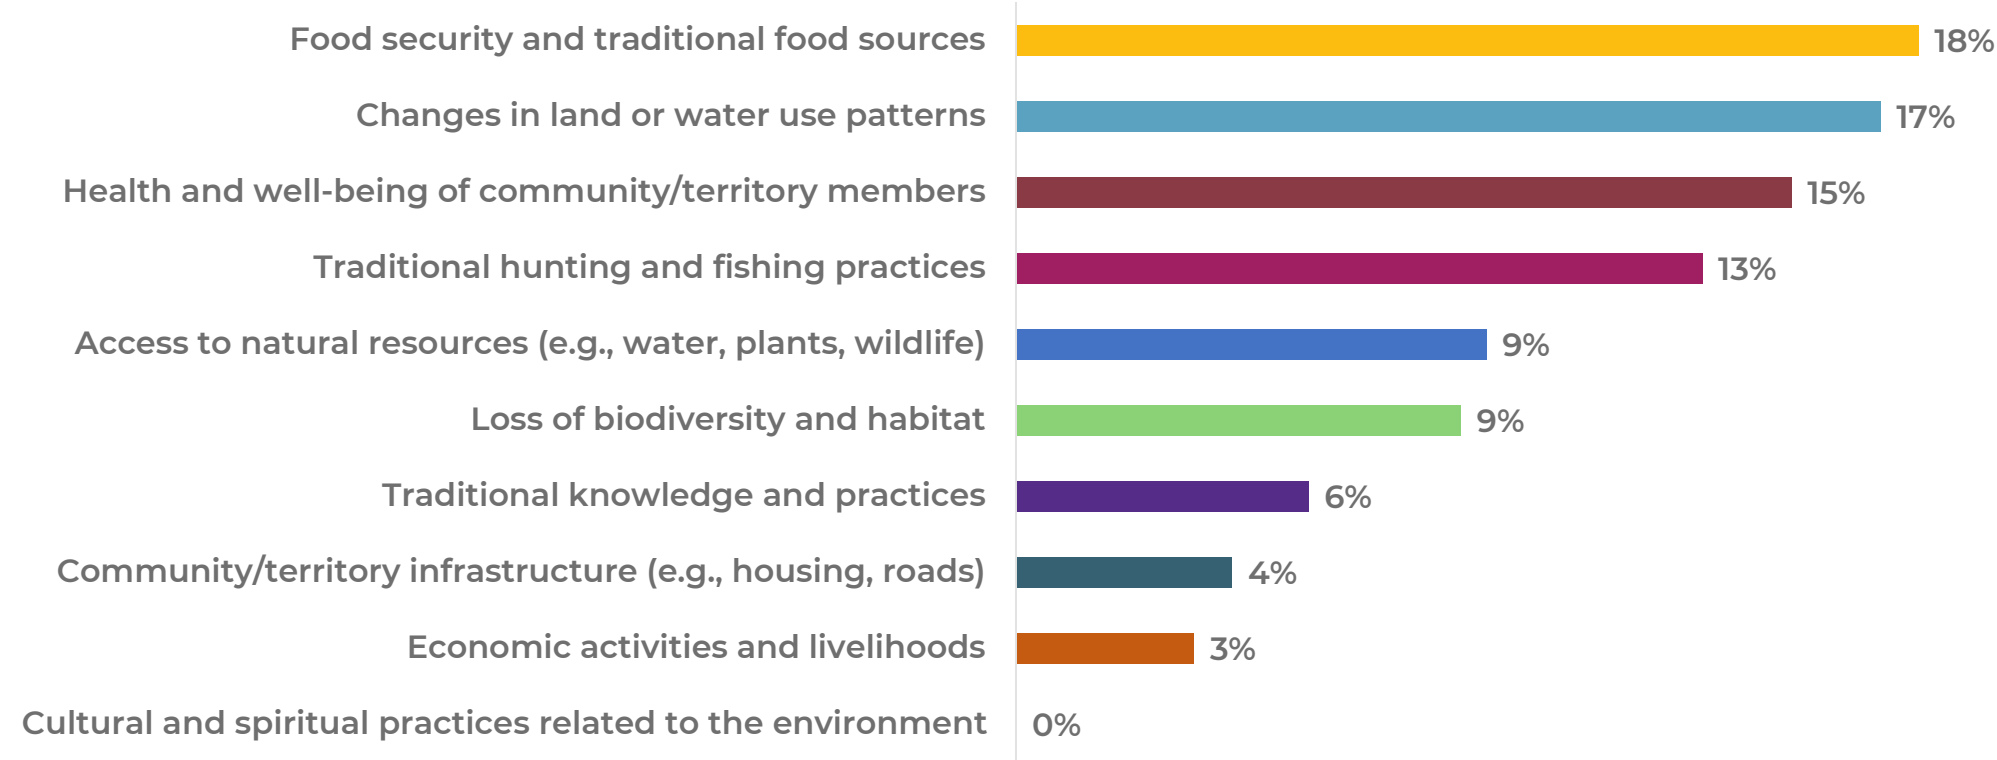 Food security and traditional food sources 18%
Changes in land or water use patterns 17%
Health and well-being of community/territory members 15%
Traditional hunting and fishing practices 13%
Access to natural resources (e.g., water, plants, wildlife) 9%
Loss of biodiversity and habitat 9%
Traditional knowledge and practices 6%
Community/territory infrastructure (e.g., housing, roads) 4%
Economic activities and livelihoods 3%
Cultural and spiritual practices related to the environment 0%